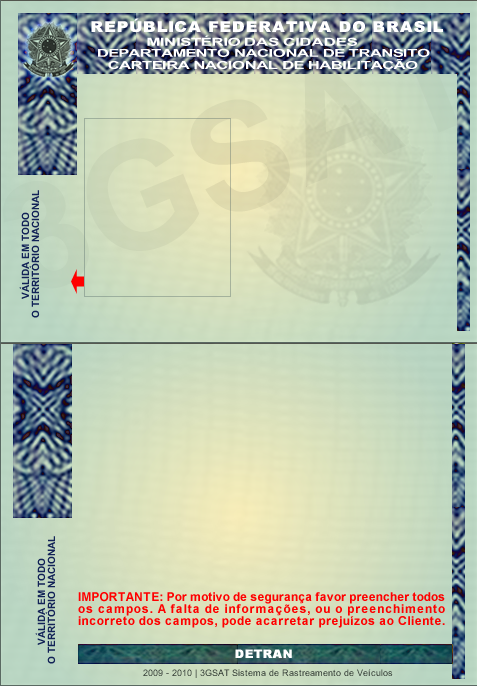 REPÚBLICA FEDERATIVA DO BRASIL
MINISTÉRIO DAS CIDADES
DEPARTAMENTO NACIONAL DE TRANSITO
CARTEIRA NACIONAL DE HABILITAÇÃO
3GSAT
VÁLIDA EM TODO
O TERRITÓRIO NACIONAL
VÁLIDA EM TODO
O TERRITÓRIO NACIONAL
IMPORTANTE: Por motivo de segurança favor preencher todos
os campos. A falta de informações, ou o preenchimento
incorreto dos campos, pode acarretar prejuízos ao Cliente.
DETRAN
2009 - 2010 | 3GSAT Sistema de Rastreamento de Veículos